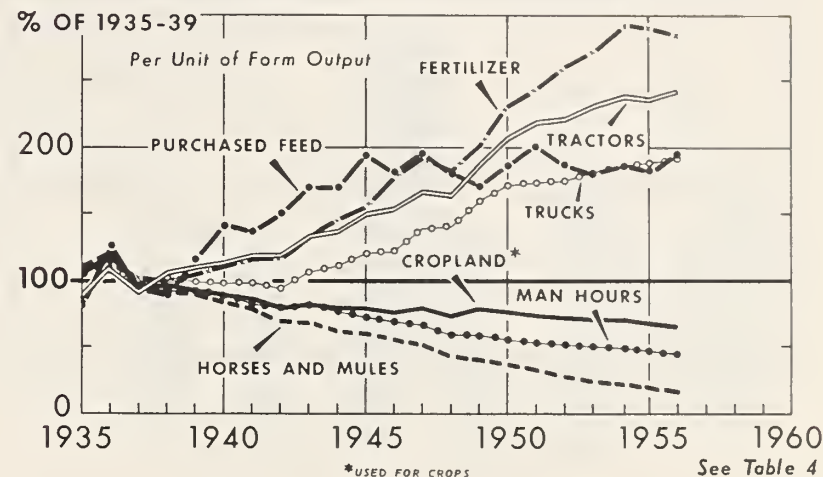 % OF 1935-39
Per Unit of Form Output
FERTILIZER
PURCHASED FEED
TRACTORS
200
TRUCKS
CROPLAND*
100
MAN HOURS
HORSES AND MULES
0
1935 1940 1945 1950 1955 1960
*USED FOR CROPS
See Table 4